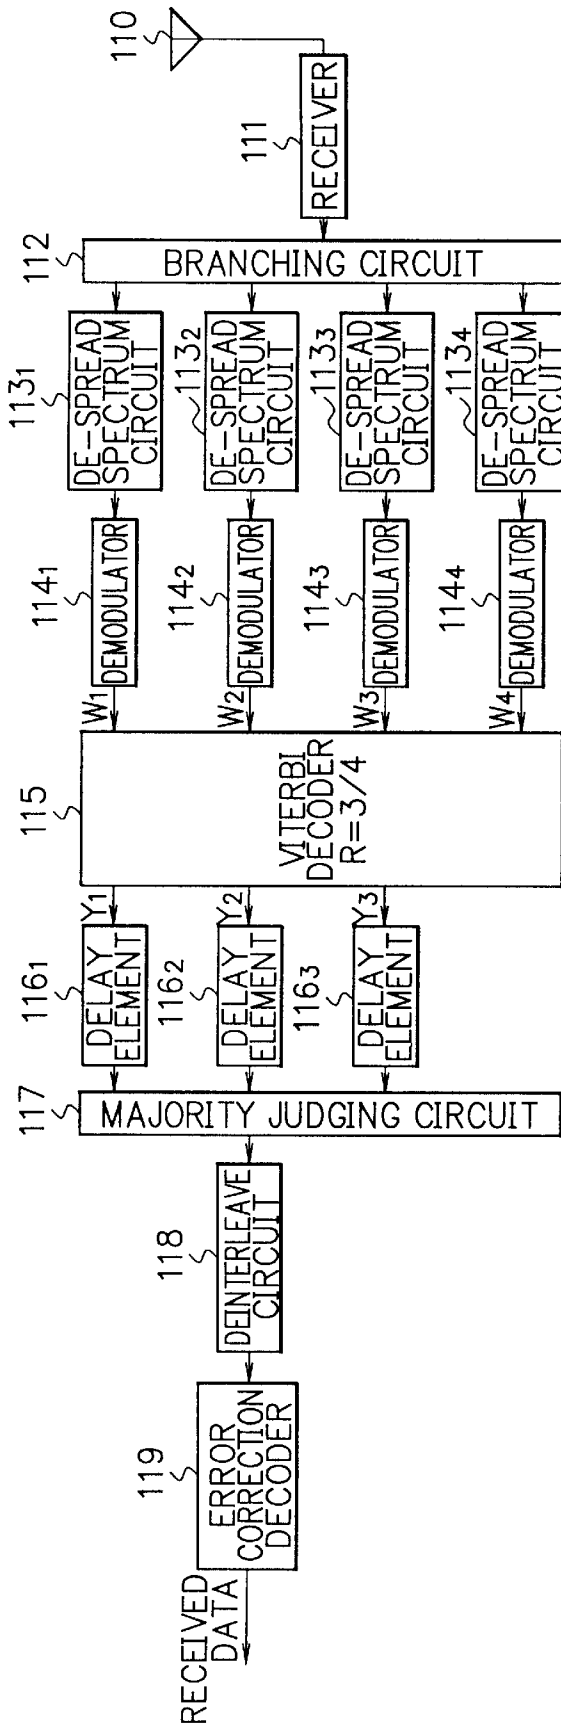 110
111
RECEIVER
112
BRANCHING CIRCUIT
1131
DE-SPREAD
SPECTRUM
CIRCUIT
1132
DE-SPREAD
SPECTRUM
CIRCUIT
1133
DE-SPREAD
SPECTRUM
CIRCUIT
1134
DE-SPREAD
SPECTRUM
CIRCUIT
1141
DEMODULATOR
1142
DEMODULATOR
1143
DEMODULATOR
1144
DEMODULATOR
W1
W2
W3
W4
115
VITERBI
DECODER
R=3/4
Y1
Y2
Y3
1161
DELAY
ELEMENT
1162
DELAY
ELEMENT
1163
DELAY
ELEMENT
117
MAJORITY JUDGING CIRCUIT
118
DEINTERLEAVE
CIRCUIT
119
ERROR
CORRECTION
DECODER
RECEIVED
DATA